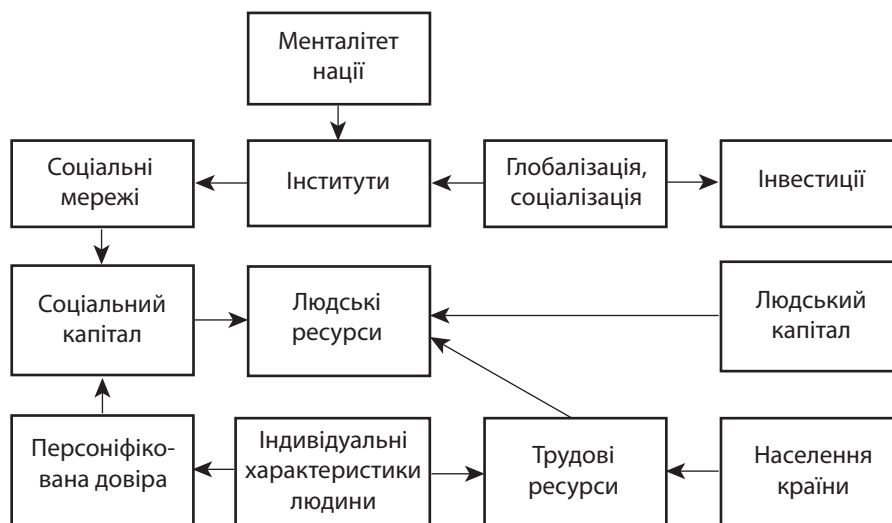 Менталітет
нації
Соціальні
мережі
Інститути
Глобалізація,
соціалізація
Інвестиції
Соціальний
капітал
Людські
ресурси
Людський
капітал
Персоніфіко-
вана довіра
Індивідуальні
характеристики
людини
Трудові
ресурси
Населення
країни